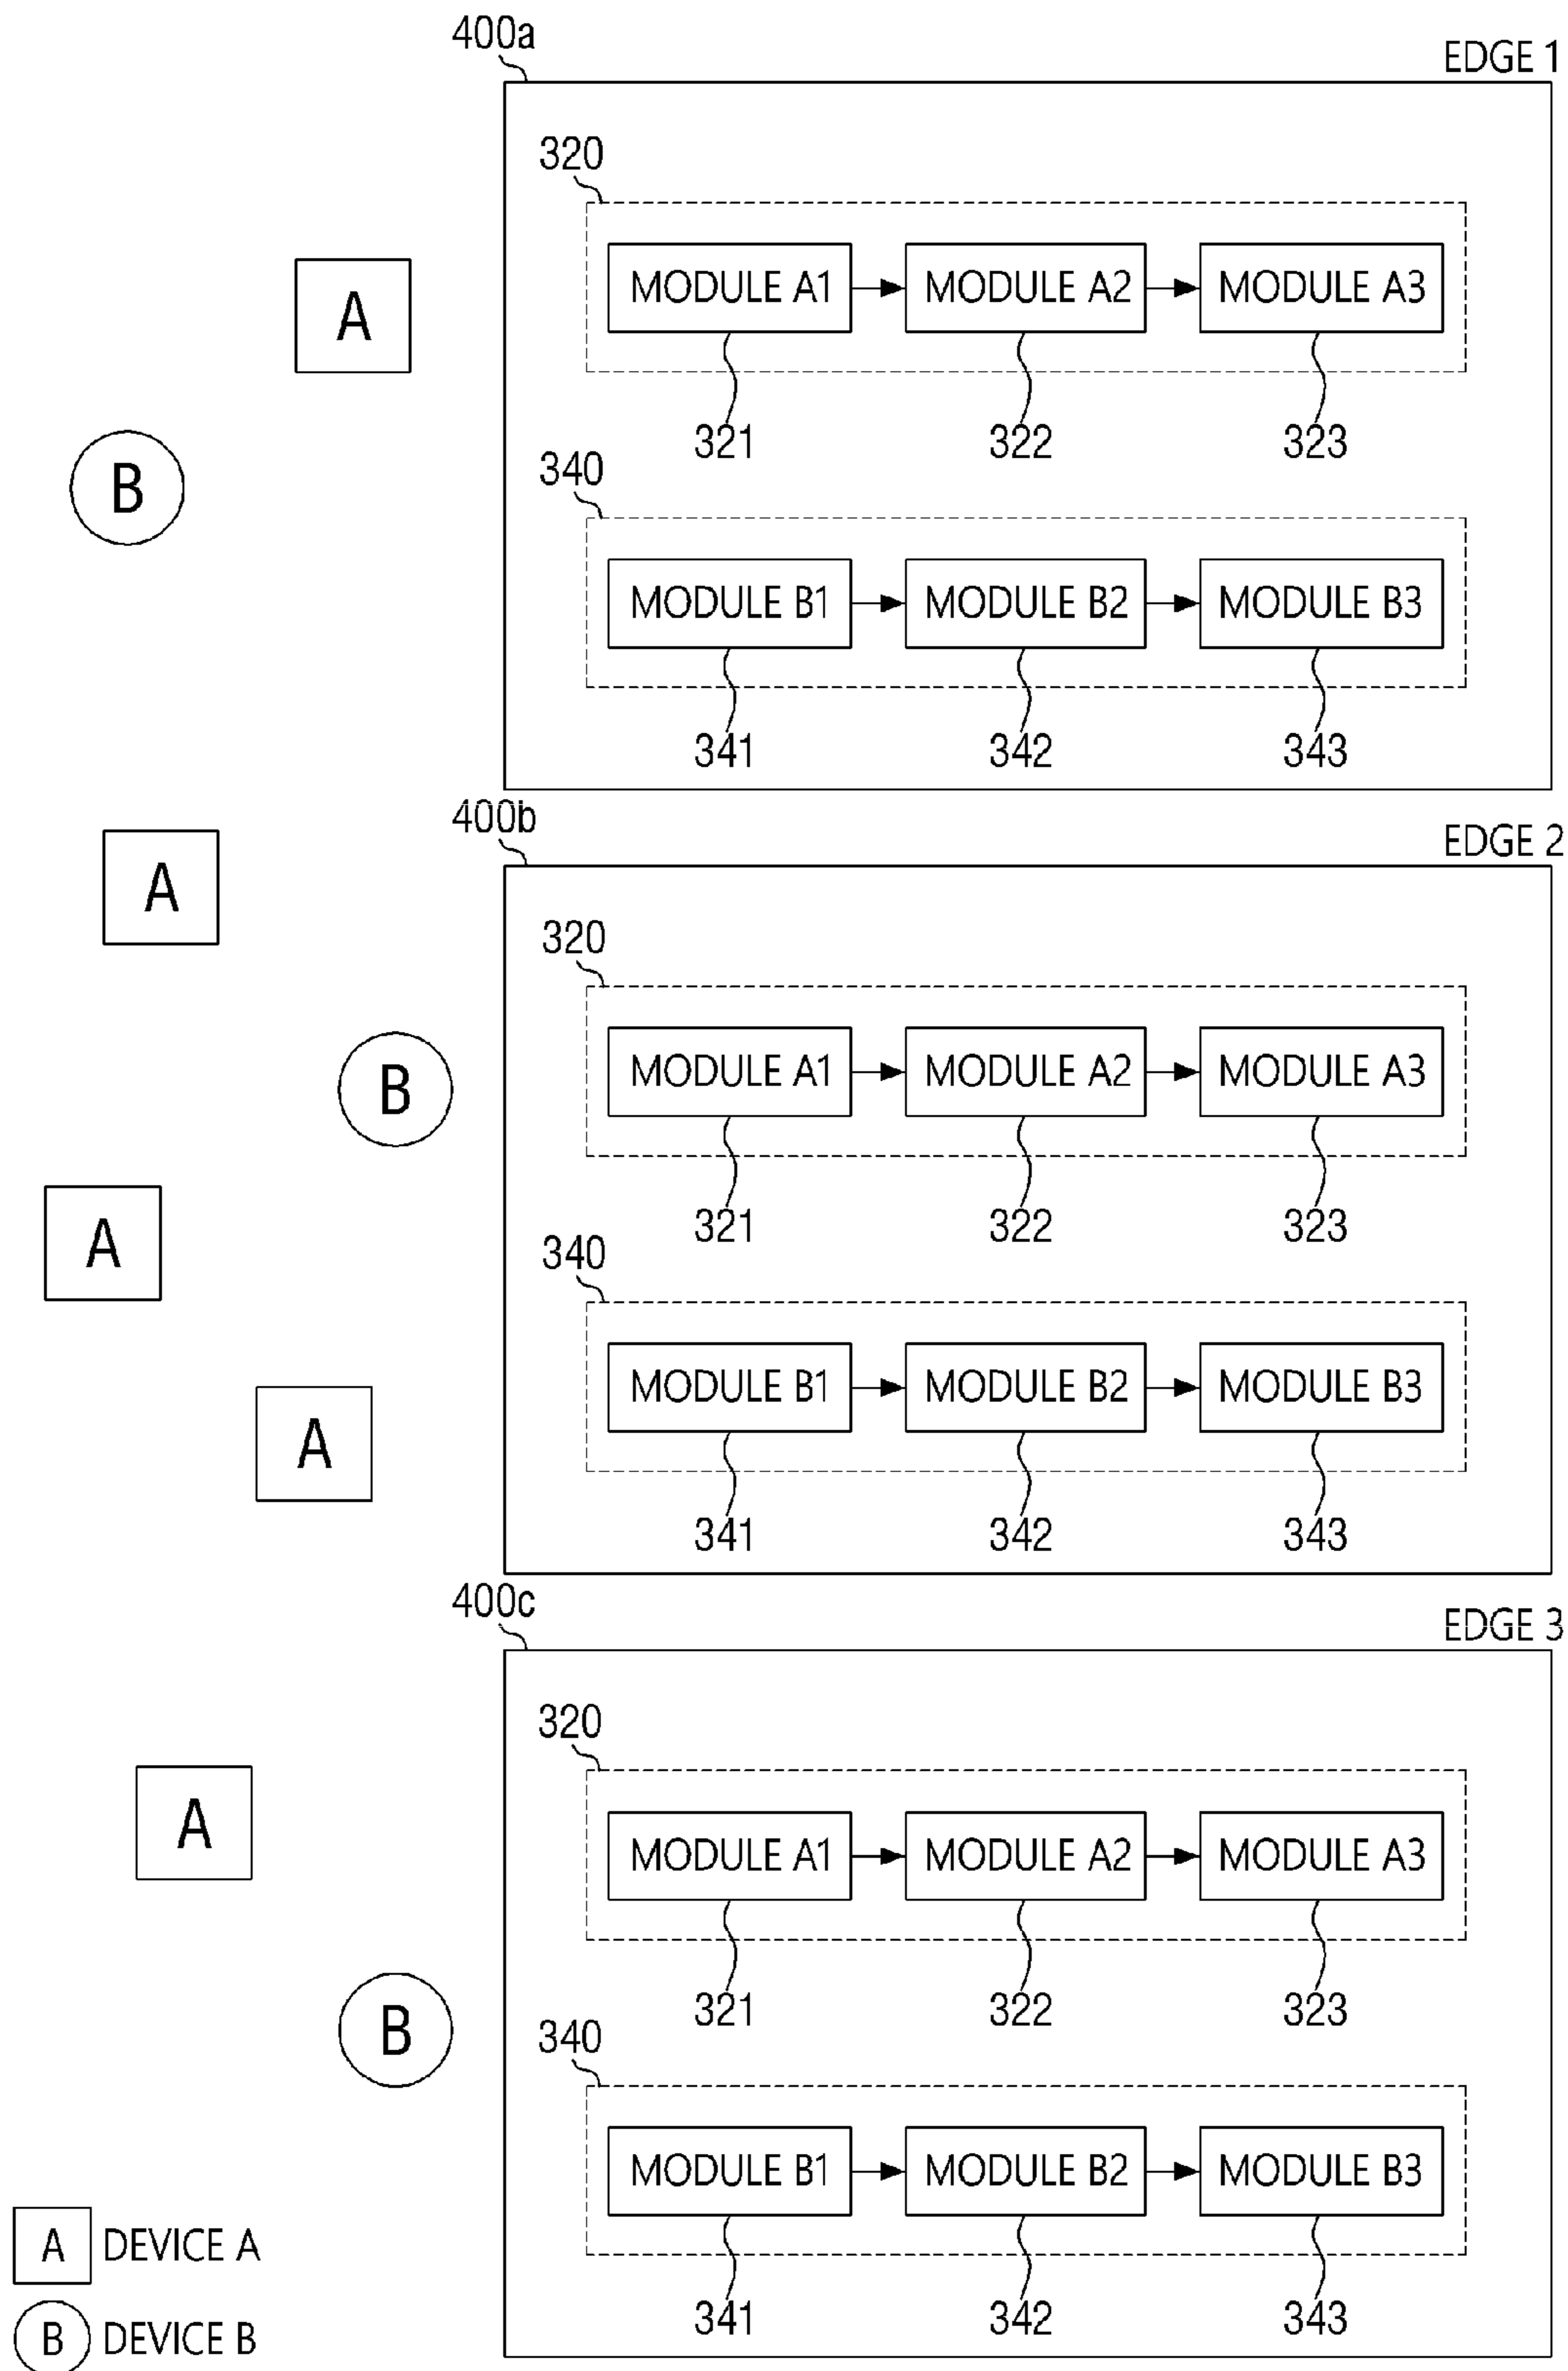 400a
EDGE 1
320
A
MODULE A1 MODULE A2 MODULE A3
321 322 323
340
B
MODULE B1 MODULE B2 MODULE B3
341 342 343
400b
EDGE 2
A
320
B
MODULE A1 MODULE A2 MODULE A3
321 322 323
A
340
MODULE B1 MODULE B2 MODULE B3
A
341 342 343
400c
EDGE 3
320
A
MODULE A1 MODULE A2 MODULE A3
321 322 323
B
340
MODULE B1 MODULE B2 MODULE B3
341 342 343
A DEVICE A
B DEVICE B